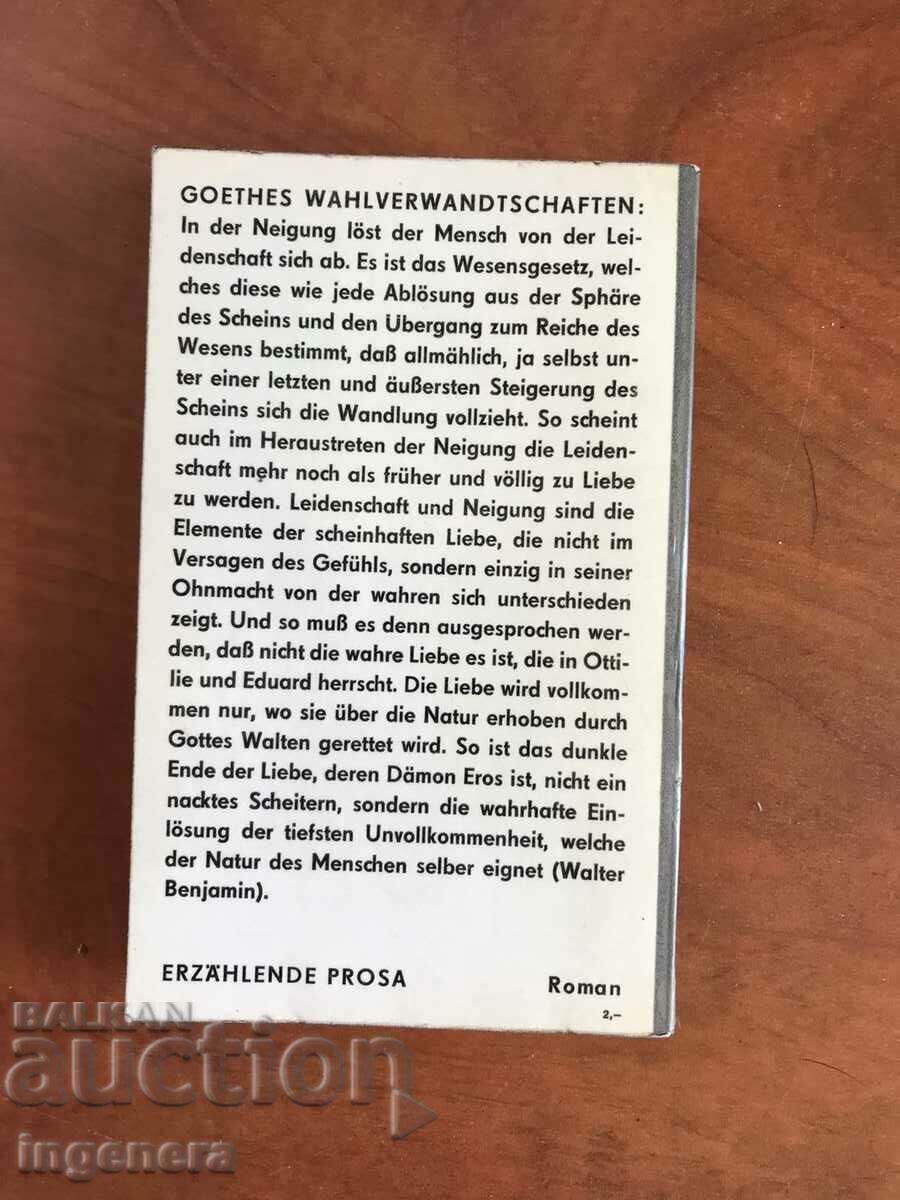 GOETHES WAHLVERWANDTSCHAFTEN:
In der Neigung löst der Mensch von der Lei-
denschaft sich ab. Es ist das Wesensgesetz, wel-
ches diese wie jede Ablösung aus der Sphäre
des Scheins und den Übergang zum Reiche des
Wesens bestimmt, daß allmählich, ja selbst un-
ter einer letzten und äußersten Steigerung des
Scheins sich die Wandlung vollzieht. So scheint
auch im Heraustreten der Neigung die Leiden-
schaft mehr noch als früher und völlig zu Liebe
zu werden. Leidenschaft und Neigung sind die
Elemente der scheinhaften Liebe, die nicht im
Versagen des Gefühls, sondern einzig in seiner
Ohnmacht von der wahren sich unterschieden
zeigt. Und so muß es denn ausgesprochen wer-
den, daß nicht die wahre Liebe es ist, die in Otti-
lie und Eduard herrscht. Die Liebe wird vollkom-
men nur, wo sie über die Natur erhoben durch
Gottes Walten gerettet wird. So ist das dunkle
Ende der Liebe, deren Dämon Eros ist, nicht ein
nacktes Scheitern, sondern die wahrhafte Ein-
lösung der tiefsten Unvollkommenheit, welche
der Natur des Menschen selber eignet (Walter
Benjamin).
ERZÄHLENDE PROSA
Roman
2,–
BALKAN
auction
ingenera